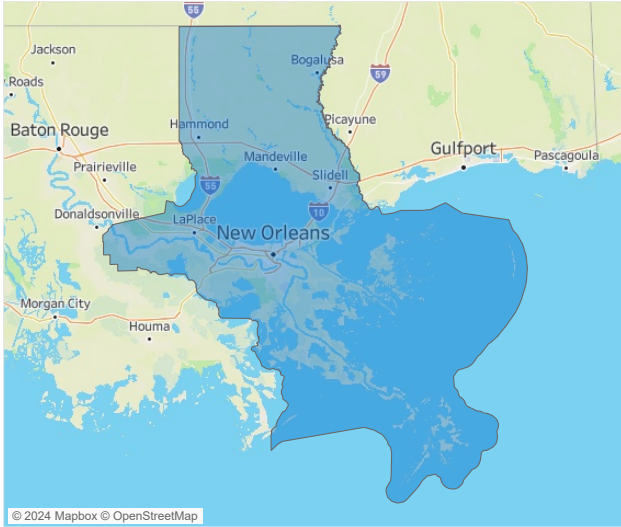 55
Jackson
Bogalusa
59
Roads
Picayune
Hammond
Baton Rouge
Gulfport
Mandeville
Pascagoula
Prairieville
Slidell
55
10
Donaldsonville
LaPlace
New Orleans
Morgan City
Houma
© 2024 Mapbox © OpenStreetMap